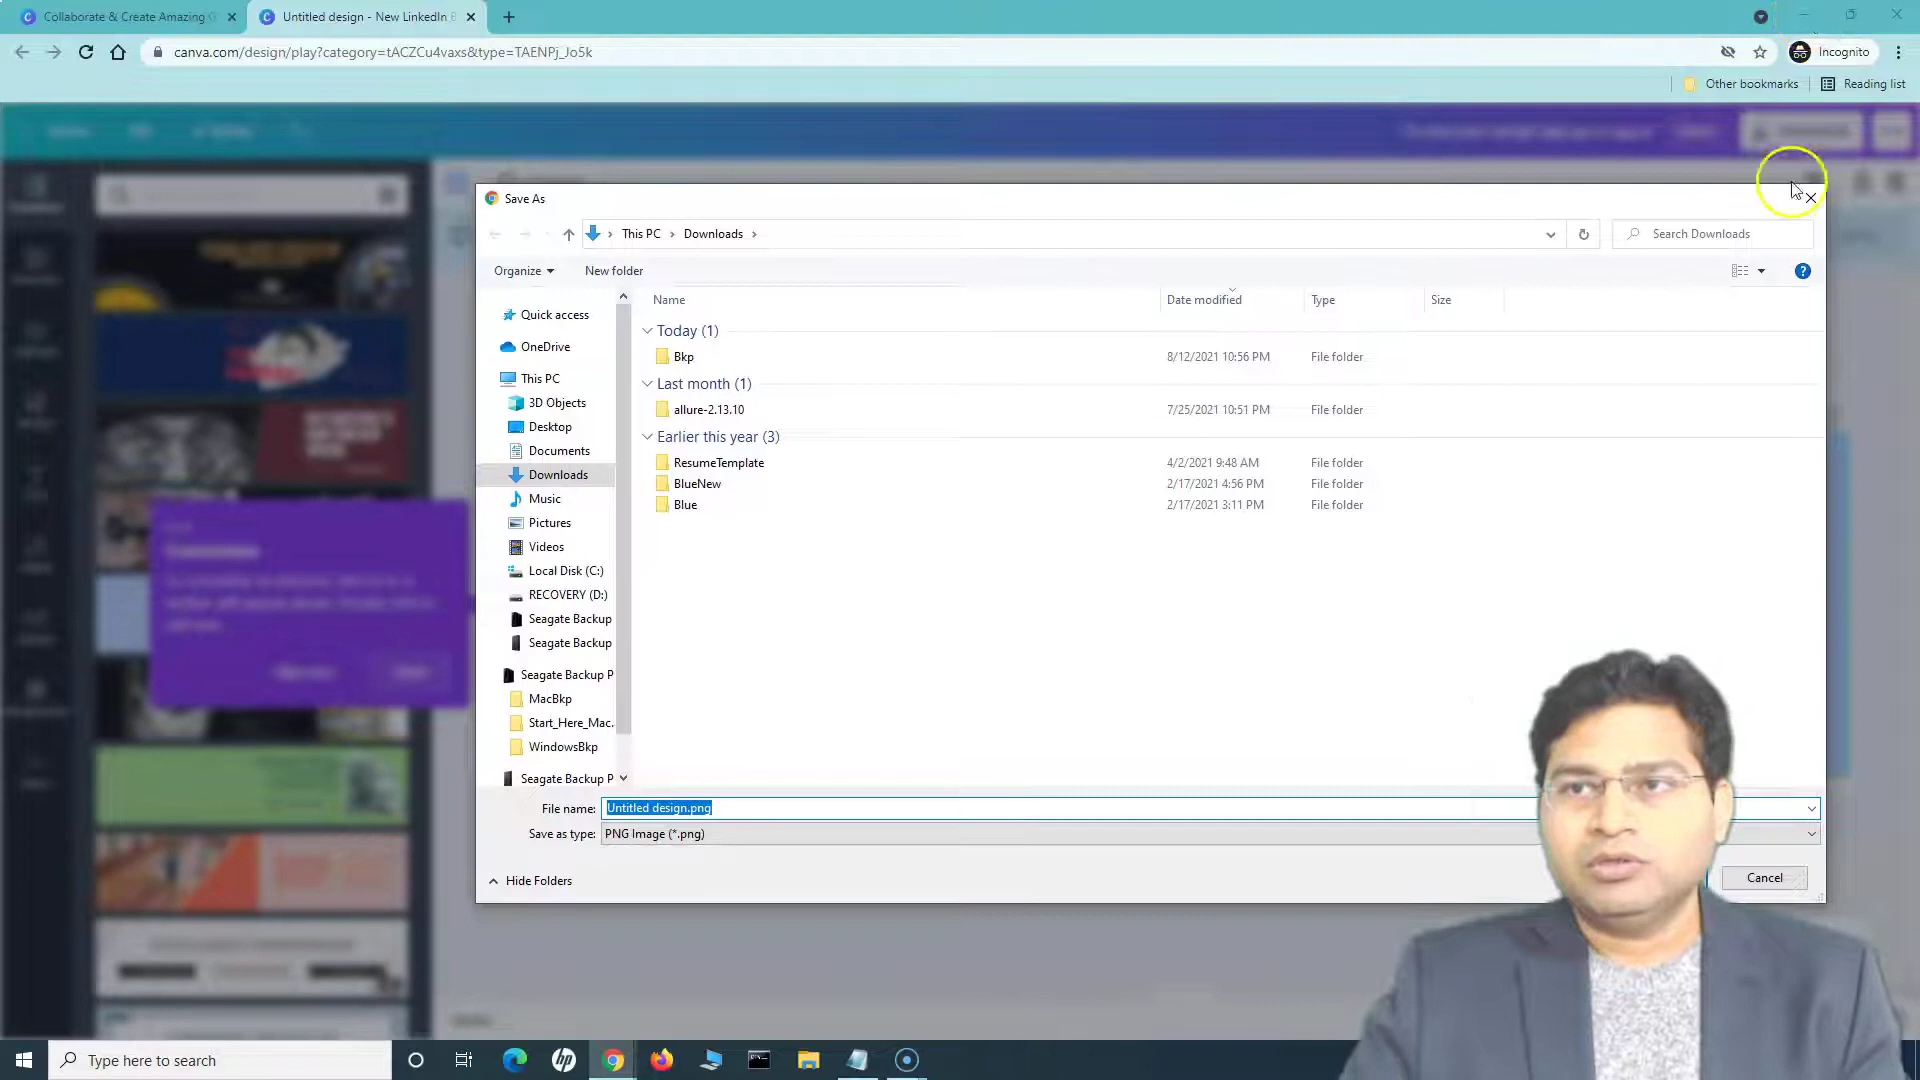 Collaborate & Create Amazing G
Untitled design - New LinkedIn B
canva.com/design/play?category=tACZCu4vaxs&type=TAENPj_Jo5k
Incognito
Other bookmarks
Reading list
Save As
This PC
Downloads
Search Downloads
Organize
New folder
Name
Date modified
Type
Size
Quick access
OneDrive
This PC
3D Objects
Desktop
Documents
Downloads
Music
Pictures
Videos
Local Disk (C:)
RECOVERY (D:)
Seagate Backup
Seagate Backup
Seagate Backup P
MacBkp
Start_Here_Mac.
WindowsBkp
Seagate Backup P
Today (1)
Bkp 8/12/2021 10:56 PM File folder
Last month (1)
allure-2.13.10 7/25/2021 10:51 PM File folder
Earlier this year (3)
ResumeTemplate 4/2/2021 9:48 AM File folder
BlueNew 2/17/2021 4:56 PM File folder
Blue 2/17/2021 3:11 PM File folder
File name: Untitled design.png
Save as type: PNG Image (*.png)
Hide Folders
Cancel
Type here to search
hp